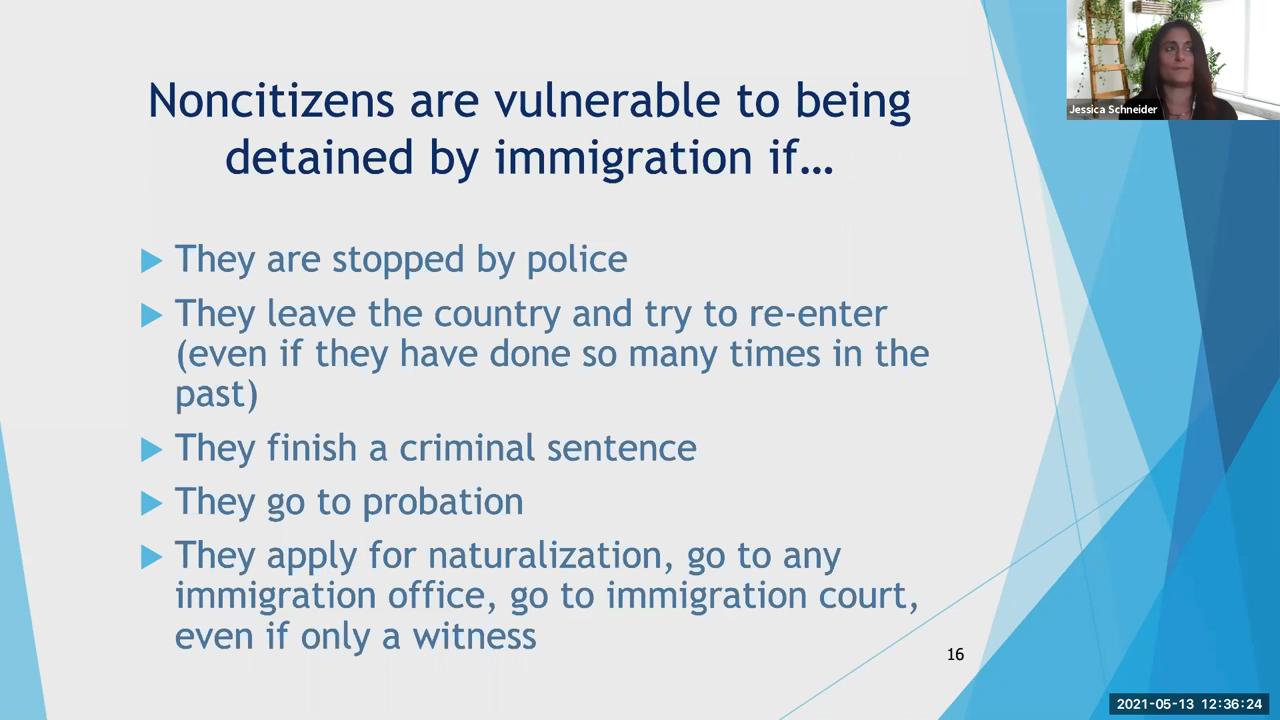 Jessica Schneider
Noncitizens are vulnerable to being
detained by immigration if…
They are stopped by police
They leave the country and try to re-enter
(even if they have done so many times in the
past)
They finish a criminal sentence
They go to probation
They apply for naturalization, go to any
immigration office, go to immigration court,
even if only a witness
16
2021-05-13 12:36:24